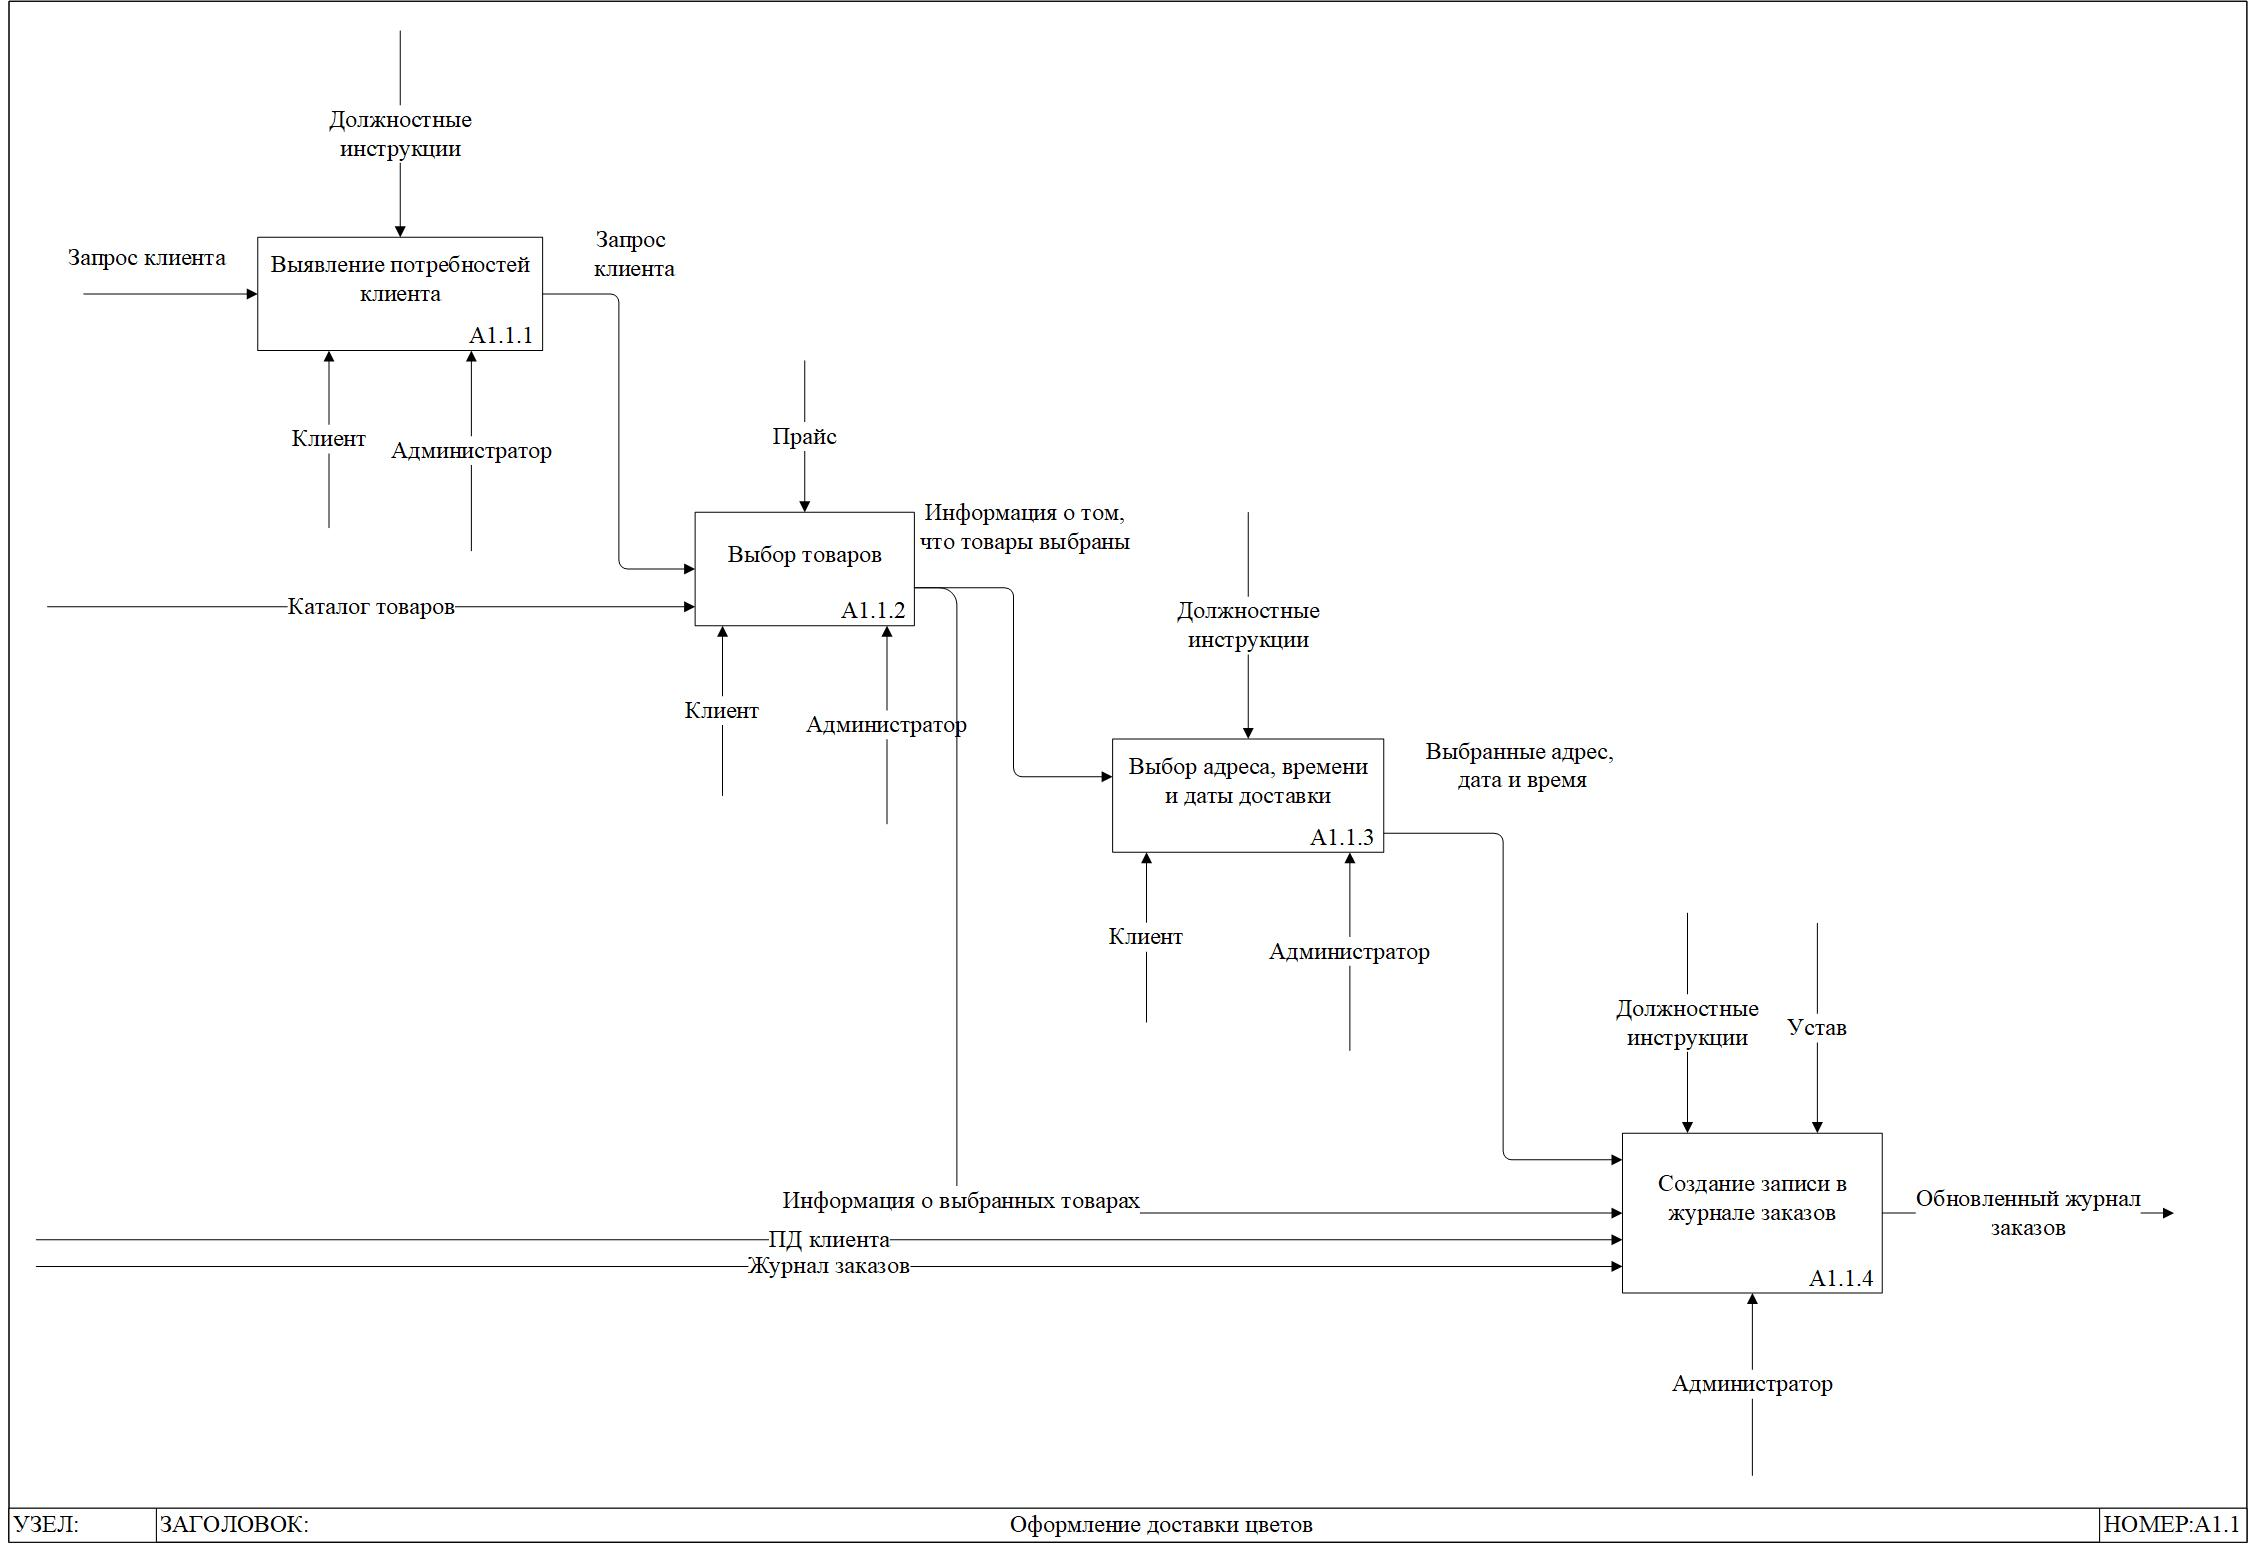 Должностные
инструкции
Запрос клиента
Выявление потребностей
клиента
A1.1.1
Запрос
клиента
Клиент
Администратор
Прайс
Выбор товаров
A1.1.2
Информация о том,
что товары выбраны
Каталог товаров
Клиент
Администратор
Должностные
инструкции
Выбор адреса, времени
и даты доставки
A1.1.3
Выбранные адрес,
дата и время
Клиент
Администратор
Должностные
инструкции
Устав
Информация о выбранных товарах
ПД клиента
Журнал заказов
Создание записи в
журнале заказов
A1.1.4
Обновленный журнал
заказов
Администратор
УЗЕЛ:
ЗАГОЛОВОК:
Оформление доставки цветов
НОМЕР:A1.1